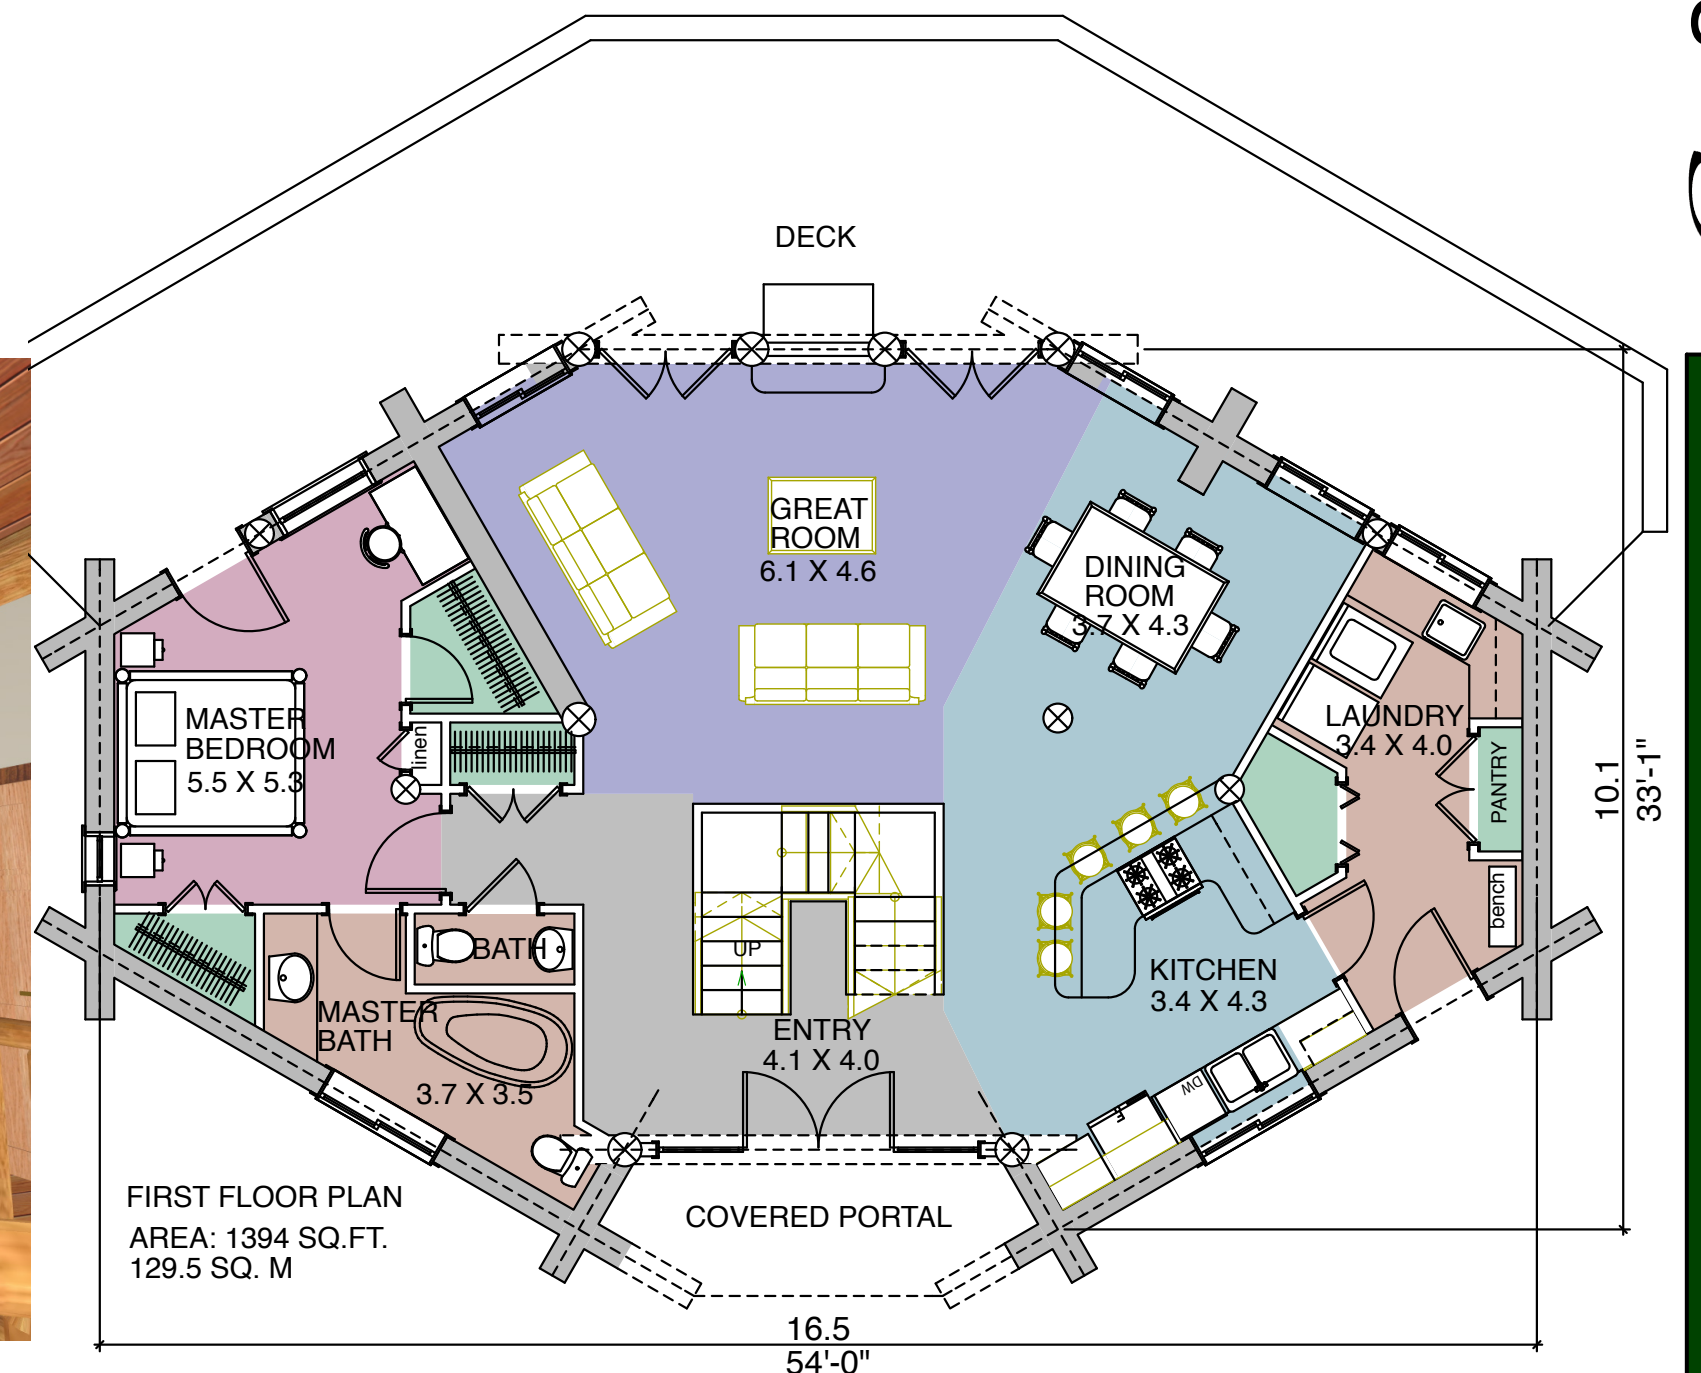 DECK
GREAT
ROOM
6.1 X 4.6
DINING
ROOM
3.7 X 4.3
MASTER
BEDROOM
5.5 X 5.3
linen
LAUNDRY
3.4 X 4.0
PANTRY
bench
10.1
33'-1"
UP
BATH
KITCHEN
3.4 X 4.3
MASTER
BATH
3.7 X 3.5
ENTRY
4.1 X 4.0
DW
F
COVERED PORTAL
FIRST FLOOR PLAN
AREA: 1394 SQ.FT.
129.5 SQ. M
16.5
54'-0"